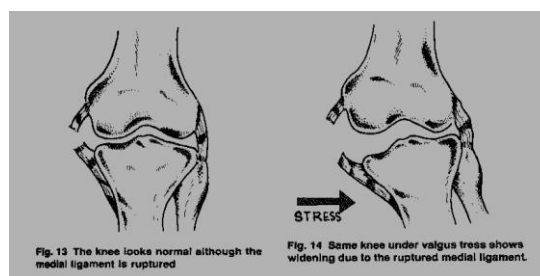 STRESS
Fig. 13 The knee looks normal although the
medial ligament is ruptured
Fig. 14 Same knee under valgus tress shows
widening due to the ruptured medial ligament.